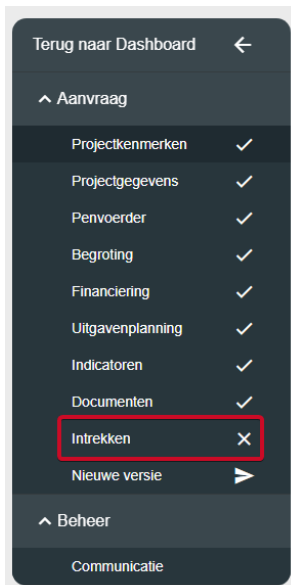 Terug naar Dashboard
Aanvraag
Projectkenmerken
Projectgegevens
Penvoerder
Begroting
Financiering
Uitgavenplanning
Indicatoren
Documenten
Intrekken
Nieuwe versie
Beheer
Communicatie